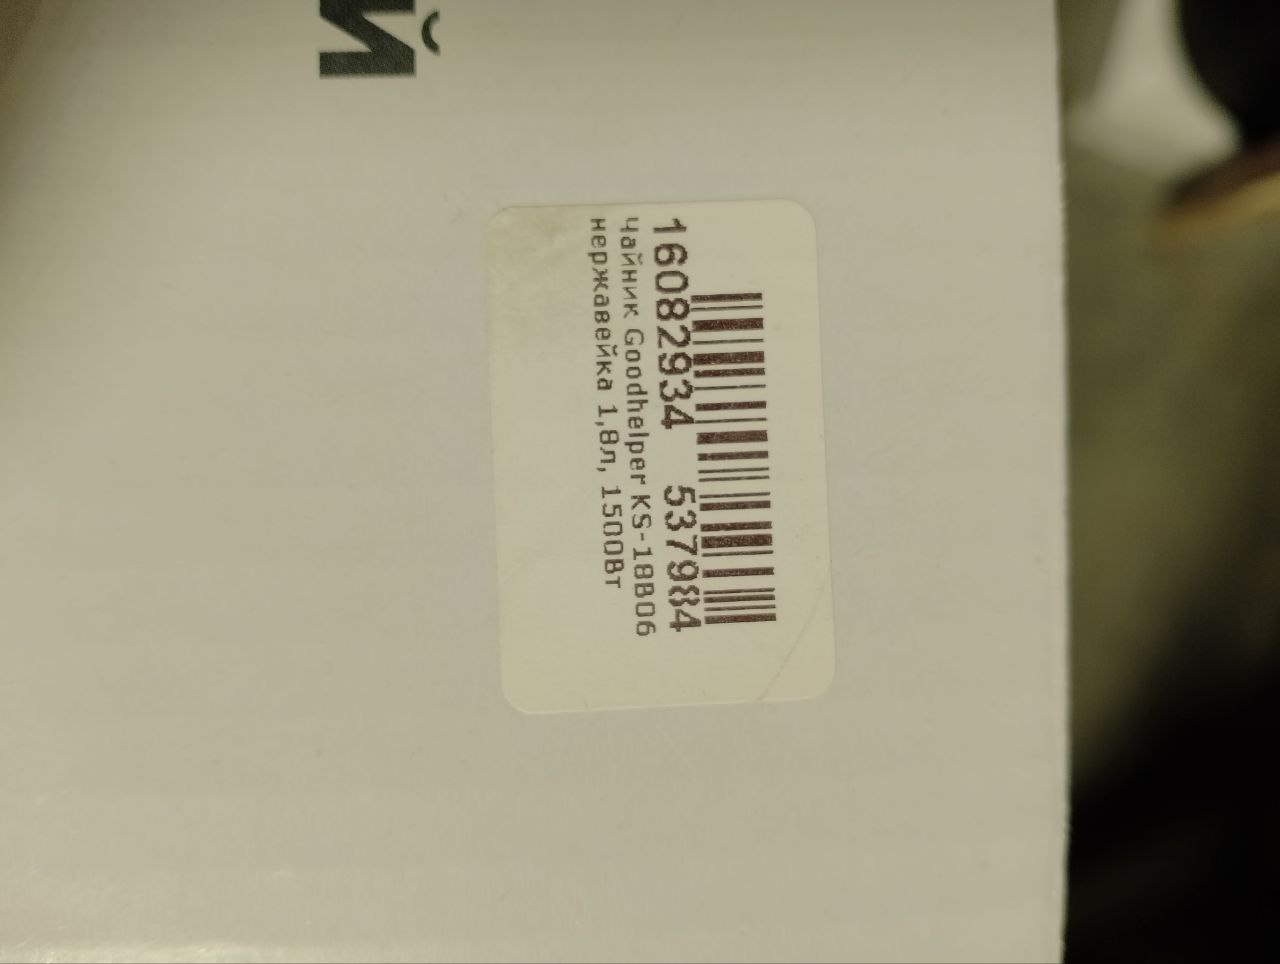 Й
16082934 537984
Чайник Goodhelper KS-18B06
нержавейка 1,8л, 1500Вт